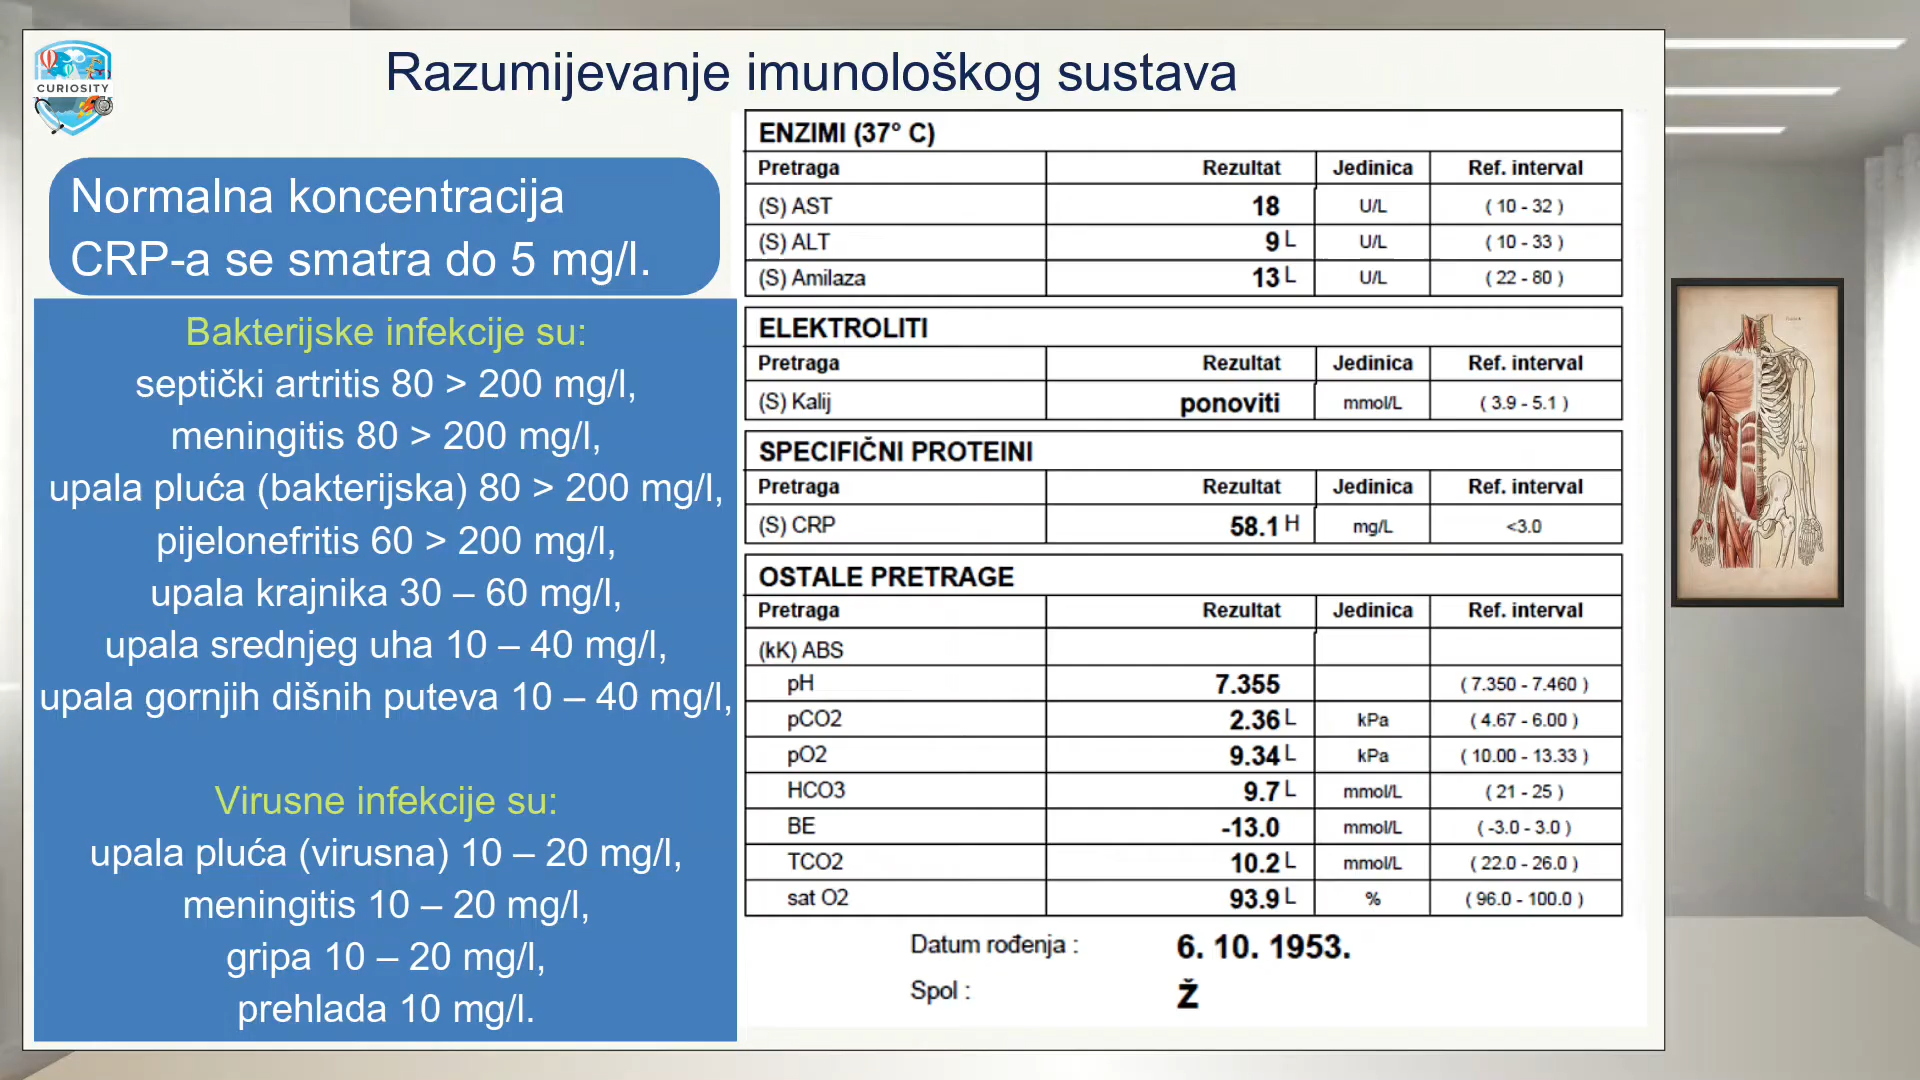 CURIOSITY
Razumijevanje imunološkog sustava
Normalna koncentracija
CRP-a se smatra do 5 mg/l.
Bakterijske infekcije su:
septički artritis 80 > 200 mg/l,
meningitis 80 > 200 mg/l,
upala pluća (bakterijska) 80 > 200 mg/l,
pijelonefritis 60 > 200 mg/l,
upala krajnika 30 – 60 mg/l,
upala srednjeg uha 10 – 40 mg/l,
upala gornjih dišnih puteva 10 – 40 mg/l,
Virusne infekcije su:
upala pluća (virusna) 10 – 20 mg/l,
meningitis 10 – 20 mg/l,
gripa 10 – 20 mg/l,
prehlada 10 mg/l.
ENZIMI (37° C)
Pretraga Rezultat Jedinica Ref. interval
(S) AST 18 U/L ( 10 - 32 )
(S) ALT 9 L U/L ( 10 - 33 )
(S) Amilaza 13 L U/L ( 22 - 80 )
ELEKTROLITI
Pretraga Rezultat Jedinica Ref. interval
(S) Kalij ponoviti mmol/L ( 3.9 - 5.1 )
SPECIFIČNI PROTEINI
Pretraga Rezultat Jedinica Ref. interval
(S) CRP 58.1 H mg/L <3.0
OSTALE PRETRAGE
Pretraga Rezultat Jedinica Ref. interval
(kK) ABS
pH 7.355 ( 7.350 - 7.460 )
pCO2 2.36 L kPa ( 4.67 - 6.00 )
pO2 9.34 L kPa ( 10.00 - 13.33 )
HCO3 9.7 L mmol/L ( 21 - 25 )
BE -13.0 mmol/L ( -3.0 - 3.0 )
TCO2 10.2 L mmol/L ( 22.0 - 26.0 )
sat O2 93.9 L % ( 96.0 - 100.0 )
Datum rođenja : 6. 10. 1953.
Spol : Ž